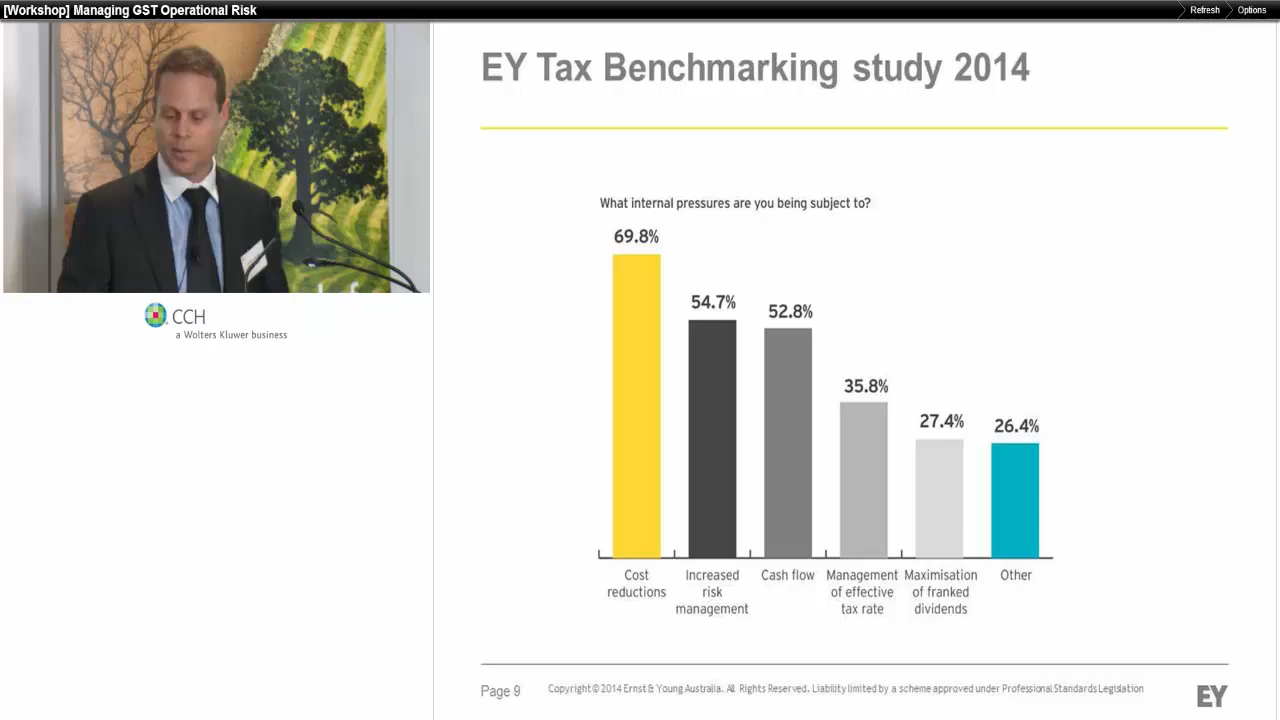 [Workshop] Managing GST Operational Risk
Refresh
Options
EY Tax Benchmarking study 2014
CCH
a Wolters Kluwer business
What internal pressures are you being subject to?
69.8%
54.7%
52.8%
35.8%
27.4%
26.4%
Cost
reductions
Increased
risk
management
Cash flow
Management
of effective
tax rate
Maximisation
of franked
dividends
Other
Page 9
Copyright © 2014 Ernst & Young Australia. All Rights Reserved. Liability limited by a scheme approved under Professional Standards Legislation
EY